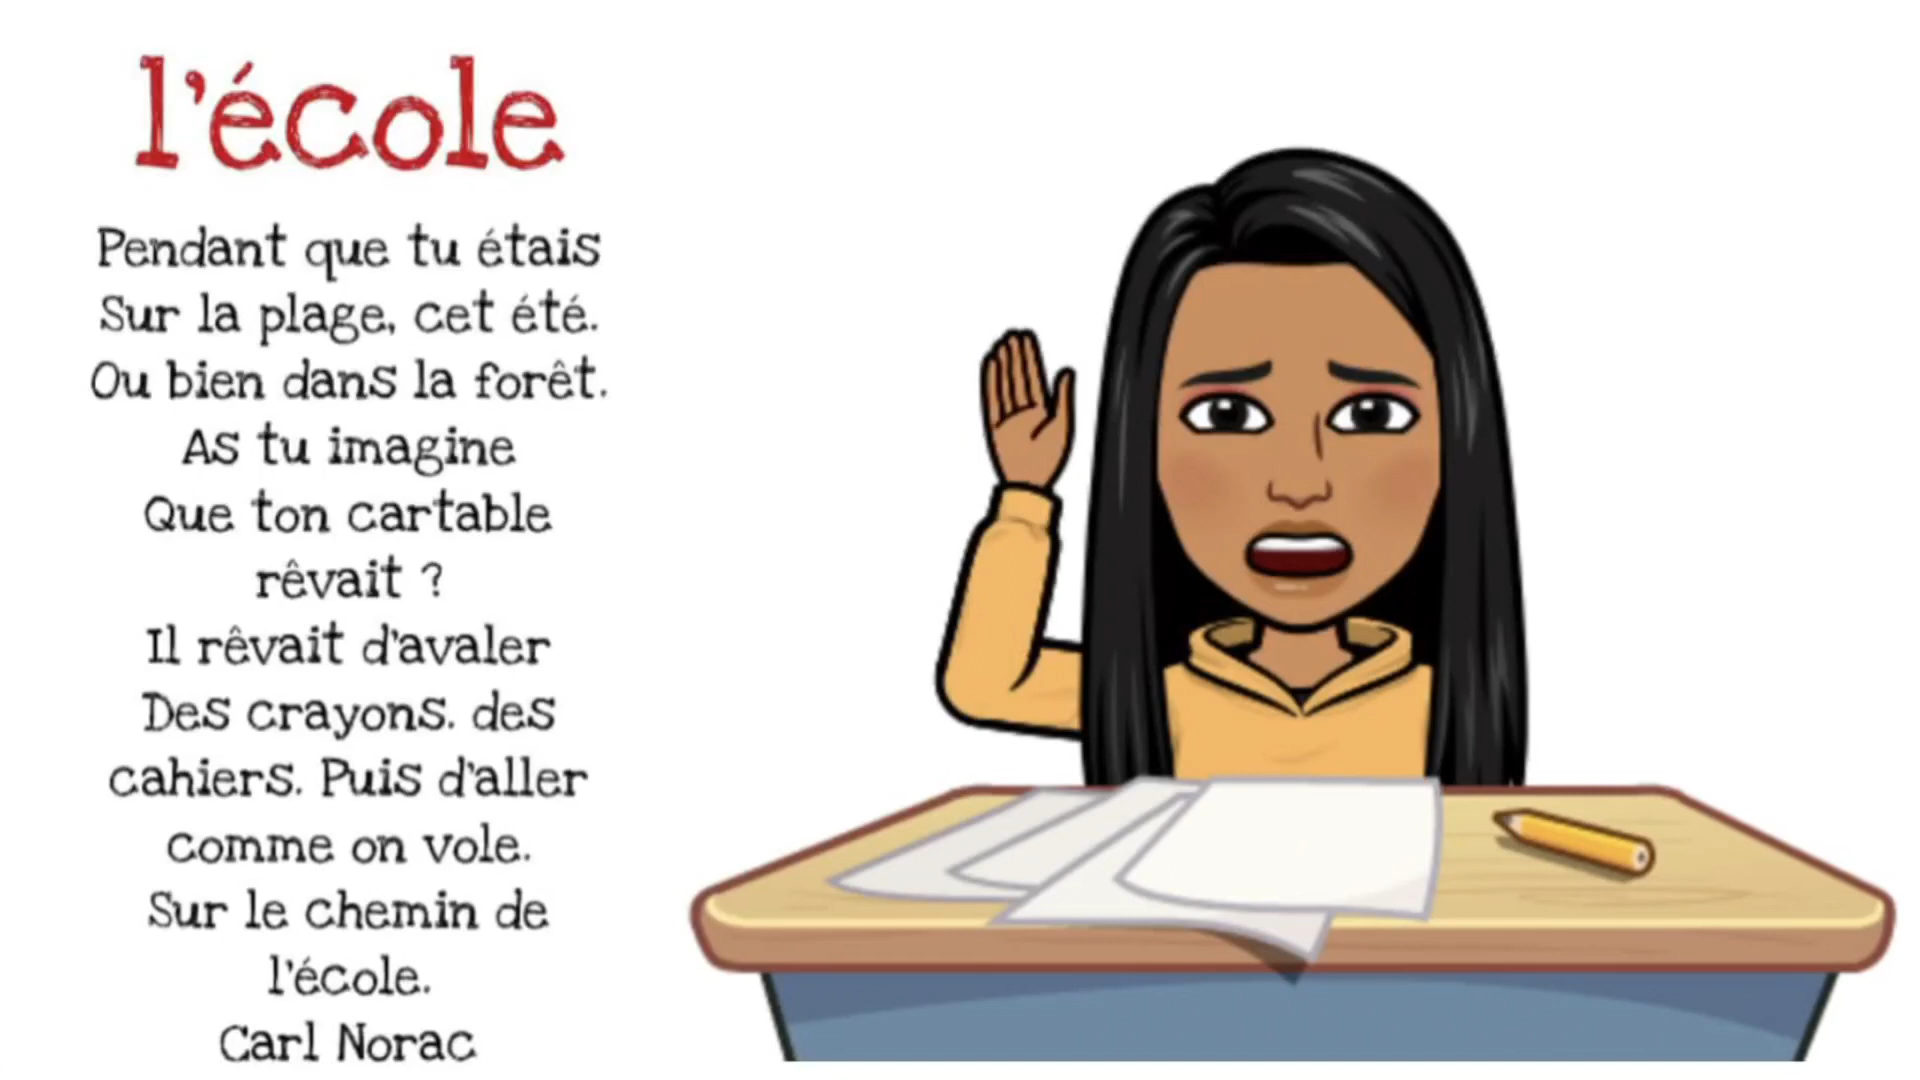 l'école
Pendant que tu étais
Sur la plage, cet été.
Ou bien dans la forêt.
As tu imagine
Que ton cartable
rêvait ?
Il rêvait d'avaler
Des crayons. des
cahiers. Puis d'aller
comme on vole.
Sur le chemin de
l'école.
Carl Norac